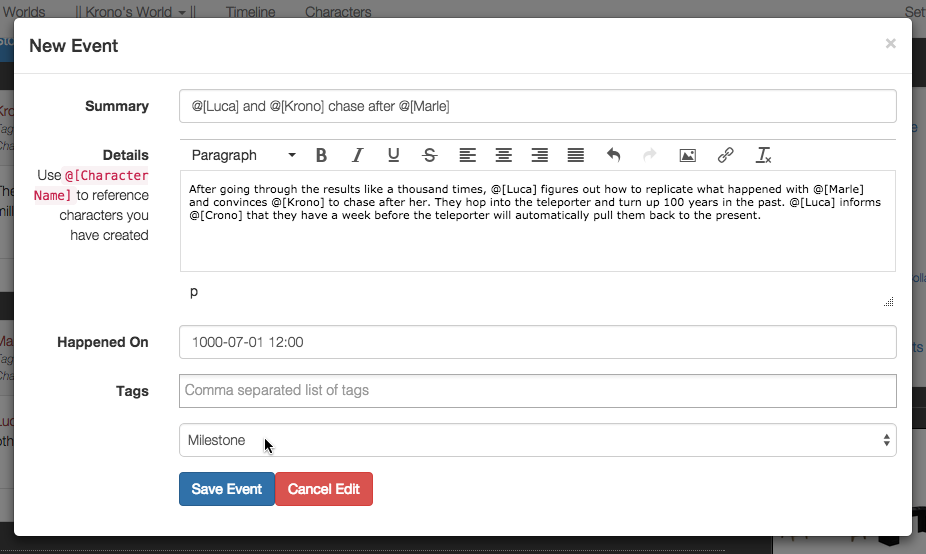 Worlds || Krono's World || Timeline Characters Set
New Event ×
Summary @[Luca] and @[Krono] chase after @[Marle]
Details Paragraph B I U S
Use @[Character
Name] to reference
characters you
have created
After going through the results like a thousand times, @[Luca] figures out how to replicate what happened with @[Marle]
and convinces @[Krono] to chase after her. They hop into the teleporter and turn up 100 years in the past. @[Luca] informs
@[Crono] that they have a week before the teleporter will automatically pull them back to the present.
p
Happened On 1000-07-01 12:00
Tags Comma separated list of tags
Milestone
Save Event Cancel Edit